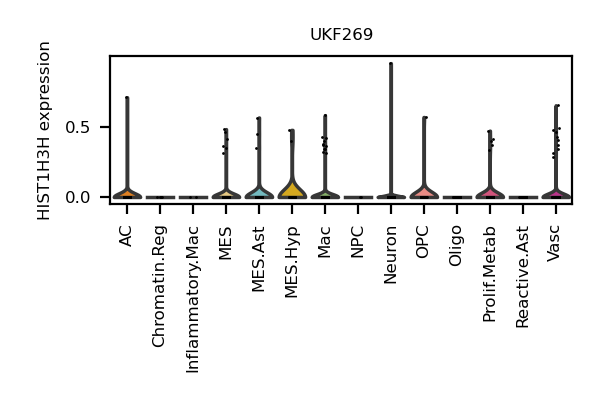 UKF269
HIST1H3H expression
0.5
0.0
AC
Chromatin.Reg
Inflammatory.Mac
MES
MES.Ast
MES.Hyp
Mac
NPC
Neuron
OPC
Oligo
Prolif.Metab
Reactive.Ast
Vasc